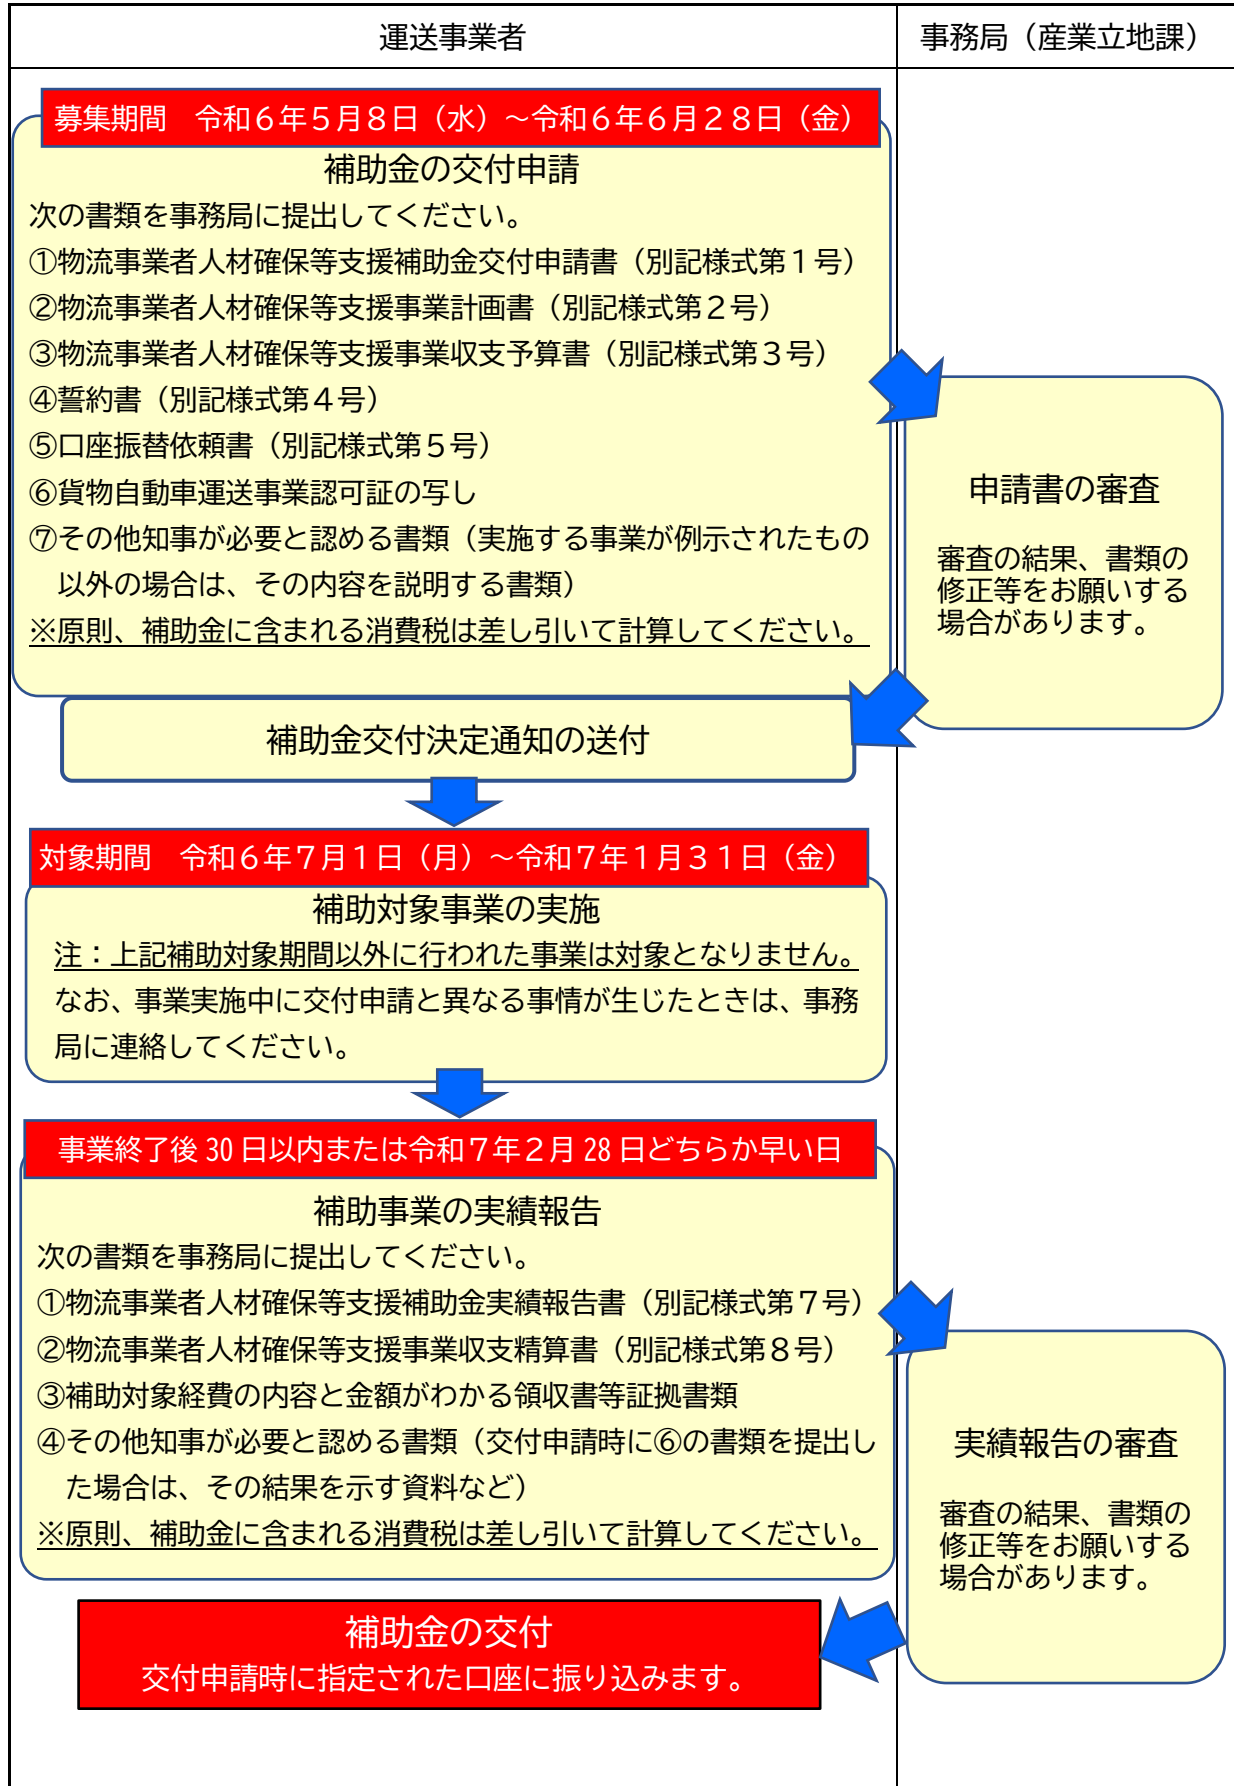 運送事業者
事務局（産業立地課）
募集期間　令和６年５月８日（水）～令和６年６月２８日（金）
補助金の交付申請
次の書類を事務局に提出してください。
①物流事業者人材確保等支援補助金交付申請書（別記様式第１号）
②物流事業者人材確保等支援事業計画書（別記様式第２号）
③物流事業者人材確保等支援事業収支予算書（別記様式第３号）
④誓約書（別記様式第４号）
⑤口座振替依頼書（別記様式第５号）
⑥貨物自動車運送事業認可証の写し
⑦その他知事が必要と認める書類（実施する事業が例示されたもの
以外の場合は、その内容を説明する書類）
※原則、補助金に含まれる消費税は差し引いて計算してください。
申請書の審査
審査の結果、書類の
修正等をお願いする
場合があります。
補助金交付決定通知の送付
対象期間　令和６年７月１日（月）～令和７年１月３１日（金）
補助対象事業の実施
注：上記補助対象期間以外に行われた事業は対象となりません。
なお、事業実施中に交付申請と異なる事情が生じたときは、事務
局に連絡してください。
事業終了後 30 日以内または令和７年２月 28 日どちらか早い日
補助事業の実績報告
次の書類を事務局に提出してください。
①物流事業者人材確保等支援補助金実績報告書（別記様式第７号）
②物流事業者人材確保等支援事業収支精算書（別記様式第８号）
③補助対象経費の内容と金額がわかる領収書等証拠書類
④その他知事が必要と認める書類（交付申請時に⑥の書類を提出し
た場合は、その結果を示す資料など）
※原則、補助金に含まれる消費税は差し引いて計算してください。
実績報告の審査
審査の結果、書類の
修正等をお願いする
場合があります。
補助金の交付
交付申請時に指定された口座に振り込みます。